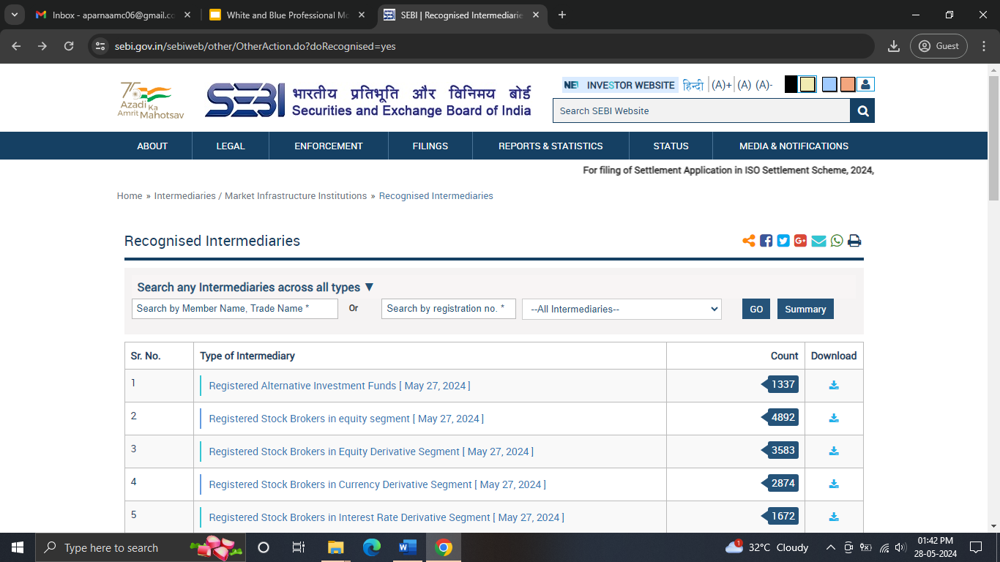 Inbox - aparnaamc06@gmail.co
White and Blue Professional Mo
SEBI | Recognised Intermediarie
sebi.gov.in/sebiweb/other/OtherAction.do?doRecognised=yes
Guest
75
Azadi Ka
Amrit Mahotsav
SEBI
भारतीय प्रतिभूति और विनिमय बोर्ड
Securities and Exchange Board of India
INVESTOR WEBSITE हिन्दी (A)+ (A) (A)-
Search SEBI Website
ABOUT LEGAL ENFORCEMENT FILINGS REPORTS & STATISTICS STATUS MEDIA & NOTIFICATIONS
For filing of Settlement Application in ISO Settlement Scheme, 2024,
Home » Intermediaries / Market Infrastructure Institutions » Recognised Intermediaries
Recognised Intermediaries
Search any Intermediaries across all types ▼
Search by Member Name, Trade Name * Or Search by registration no. * --All Intermediaries-- GO Summary
Sr. No. Type of Intermediary Count Download
1 Registered Alternative Investment Funds [ May 27, 2024 ] 1337
2 Registered Stock Brokers in equity segment [ May 27, 2024 ] 4892
3 Registered Stock Brokers in Equity Derivative Segment [ May 27, 2024 ] 3583
4 Registered Stock Brokers in Currency Derivative Segment [ May 27, 2024 ] 2874
5 Registered Stock Brokers in Interest Rate Derivative Segment [ May 27, 2024 ] 1672
Type here to search
32°C Cloudy
01:42 PM
28-05-2024